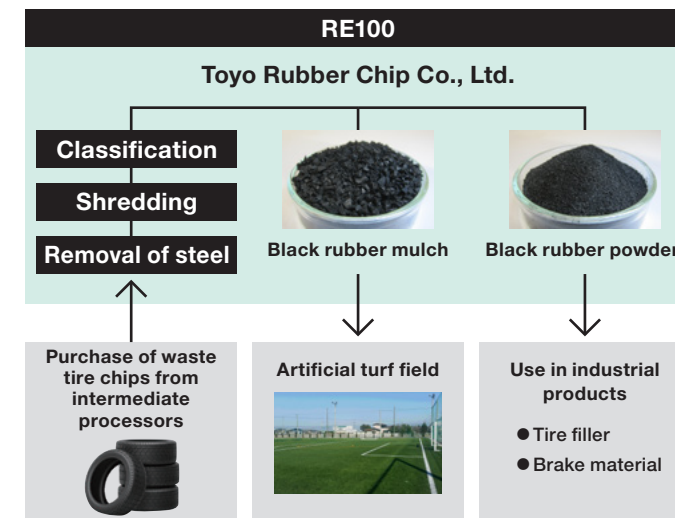 RE100
Toyo Rubber Chip Co., Ltd.
Classification
Shredding
Removal of steel
Black rubber mulch
Black rubber powder
Purchase of waste
tire chips from
intermediate
processors
Artificial turf field
Use in industrial
products
● Tire filler
● Brake material